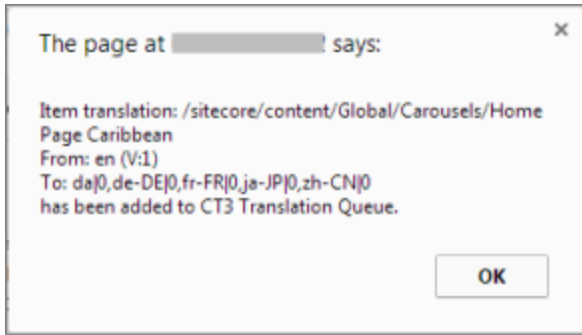 The page at says:
Item translation: /sitecore/content/Global/Carousels/Home
Page Caribbean
From: en (V:1)
To: da|0,de-DE|0,fr-FR|0,ja-JP|0,zh-CN|0
has been added to CT3 Translation Queue.
OK